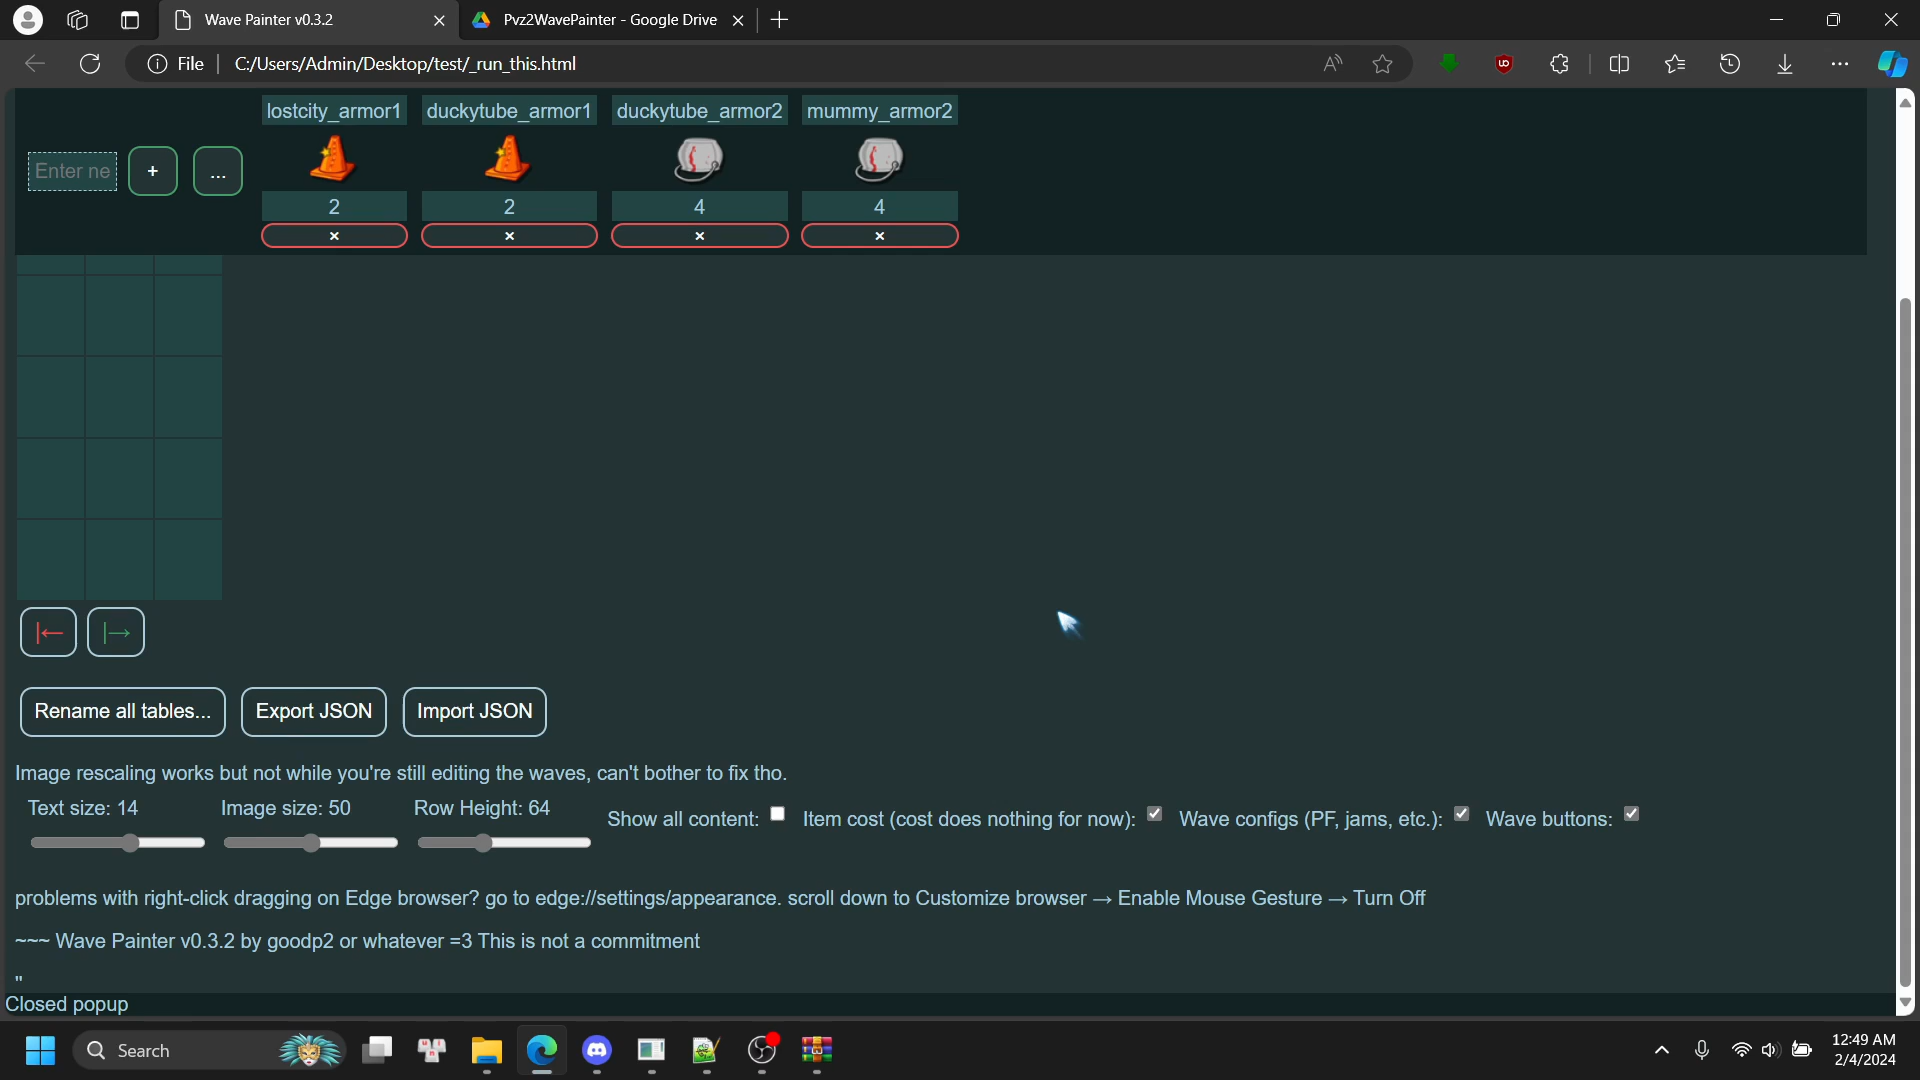 Wave Painter v0.3.2
Pvz2WavePainter - Google Drive
File
C:/Users/Admin/Desktop/test/_run_this.html
lostcity_armor1
duckytube_armor1
duckytube_armor2
mummy_armor2
Enter ne
+
...
2
2
4
4
×
×
×
×
|←
|→
Rename all tables...
Export JSON
Import JSON
Image rescaling works but not while you're still editing the waves, can't bother to fix tho.
Text size: 14
Image size: 50
Row Height: 64
Show all content:
Item cost (cost does nothing for now):
Wave configs (PF, jams, etc.):
Wave buttons:
problems with right-click dragging on Edge browser? go to edge://settings/appearance. scroll down to Customize browser → Enable Mouse Gesture → Turn Off
~~~ Wave Painter v0.3.2 by goodp2 or whatever =3 This is not a commitment
"
Closed popup
Search
12:49 AM
2/4/2024